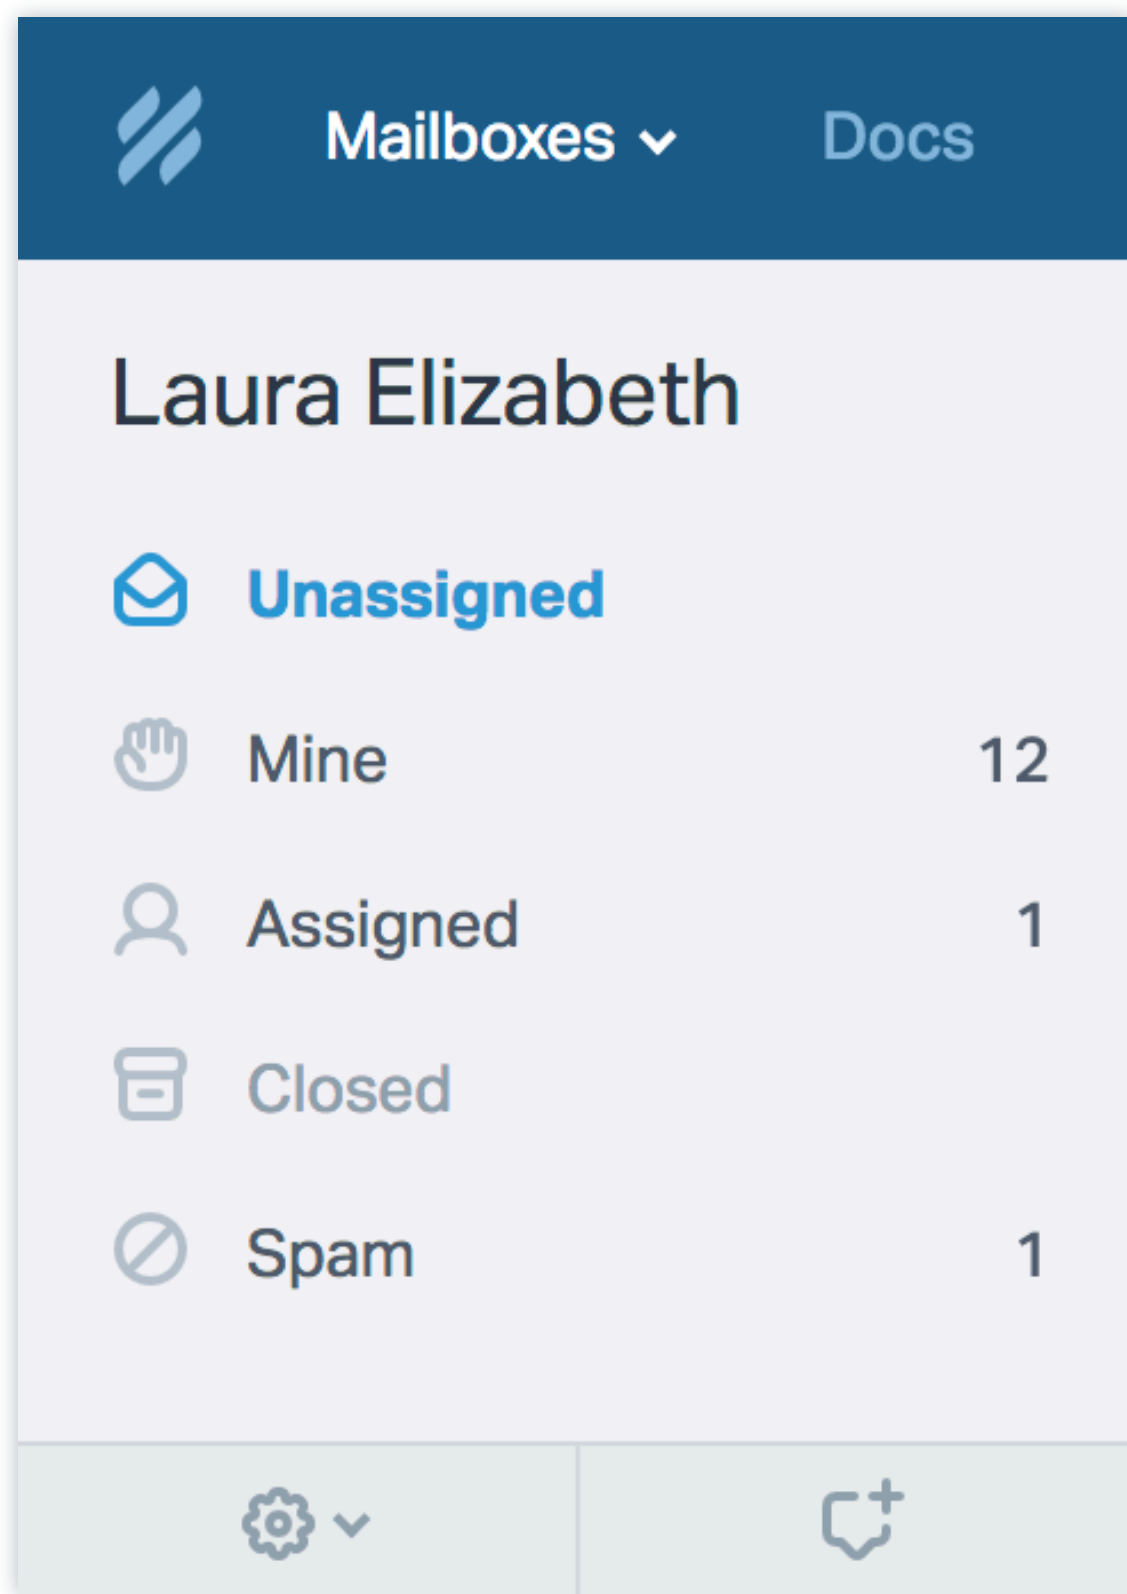 Mailboxes Docs
Laura Elizabeth
Unassigned
Mine 12
Assigned 1
Closed
Spam 1